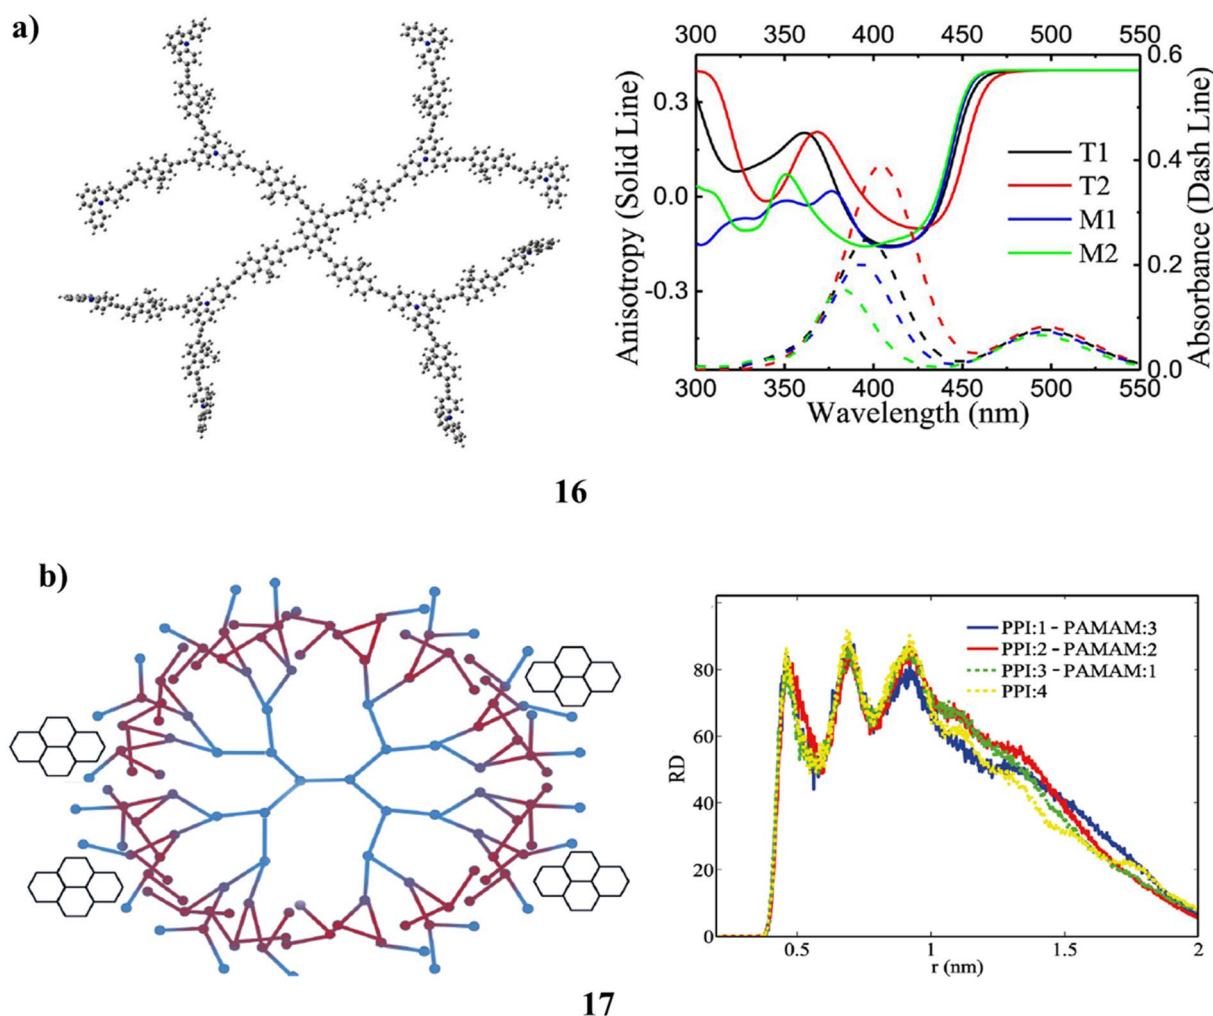 a)
300 350 400 450 500 550
Anisotropy (Solid Line)
0.3
0.0
-0.3
T1
T2
M1
M2
0.6
0.4
0.2
0.0
Absorbance (Dash Line)
300 350 400 450 500 550
Wavelength (nm)
16
b)
RD
80
60
40
20
0
PPI:1 - PAMAM:3
PPI:2 - PAMAM:2
PPI:3 - PAMAM:1
PPI:4
0.5 1 1.5 2
r (nm)
17